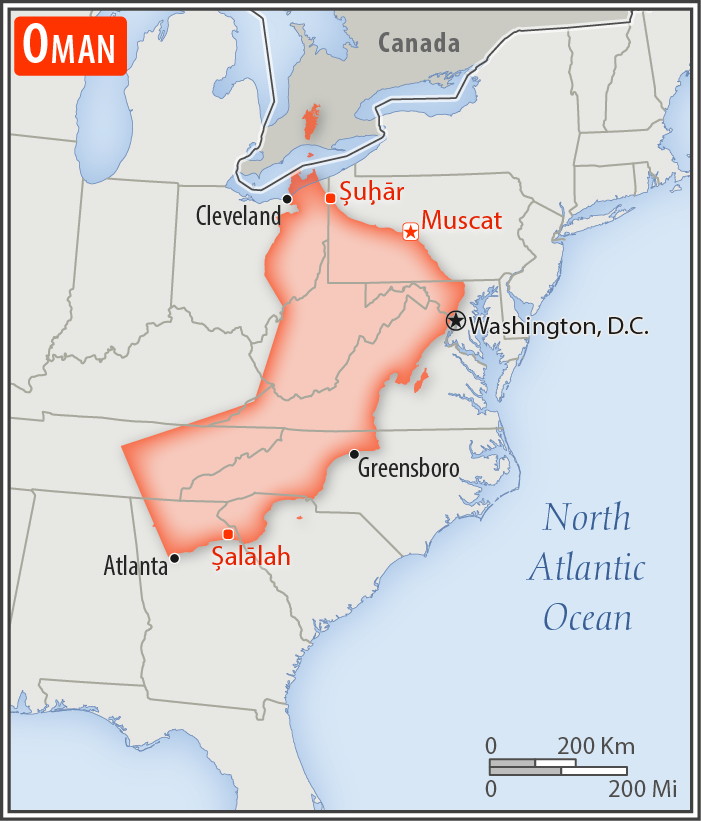 OMAN
Canada
Şuḩār
Cleveland
Muscat
Washington, D.C.
Greensboro
Atlanta
Şalālah
North
Atlantic
Ocean
0 200 Km
0 200 Mi